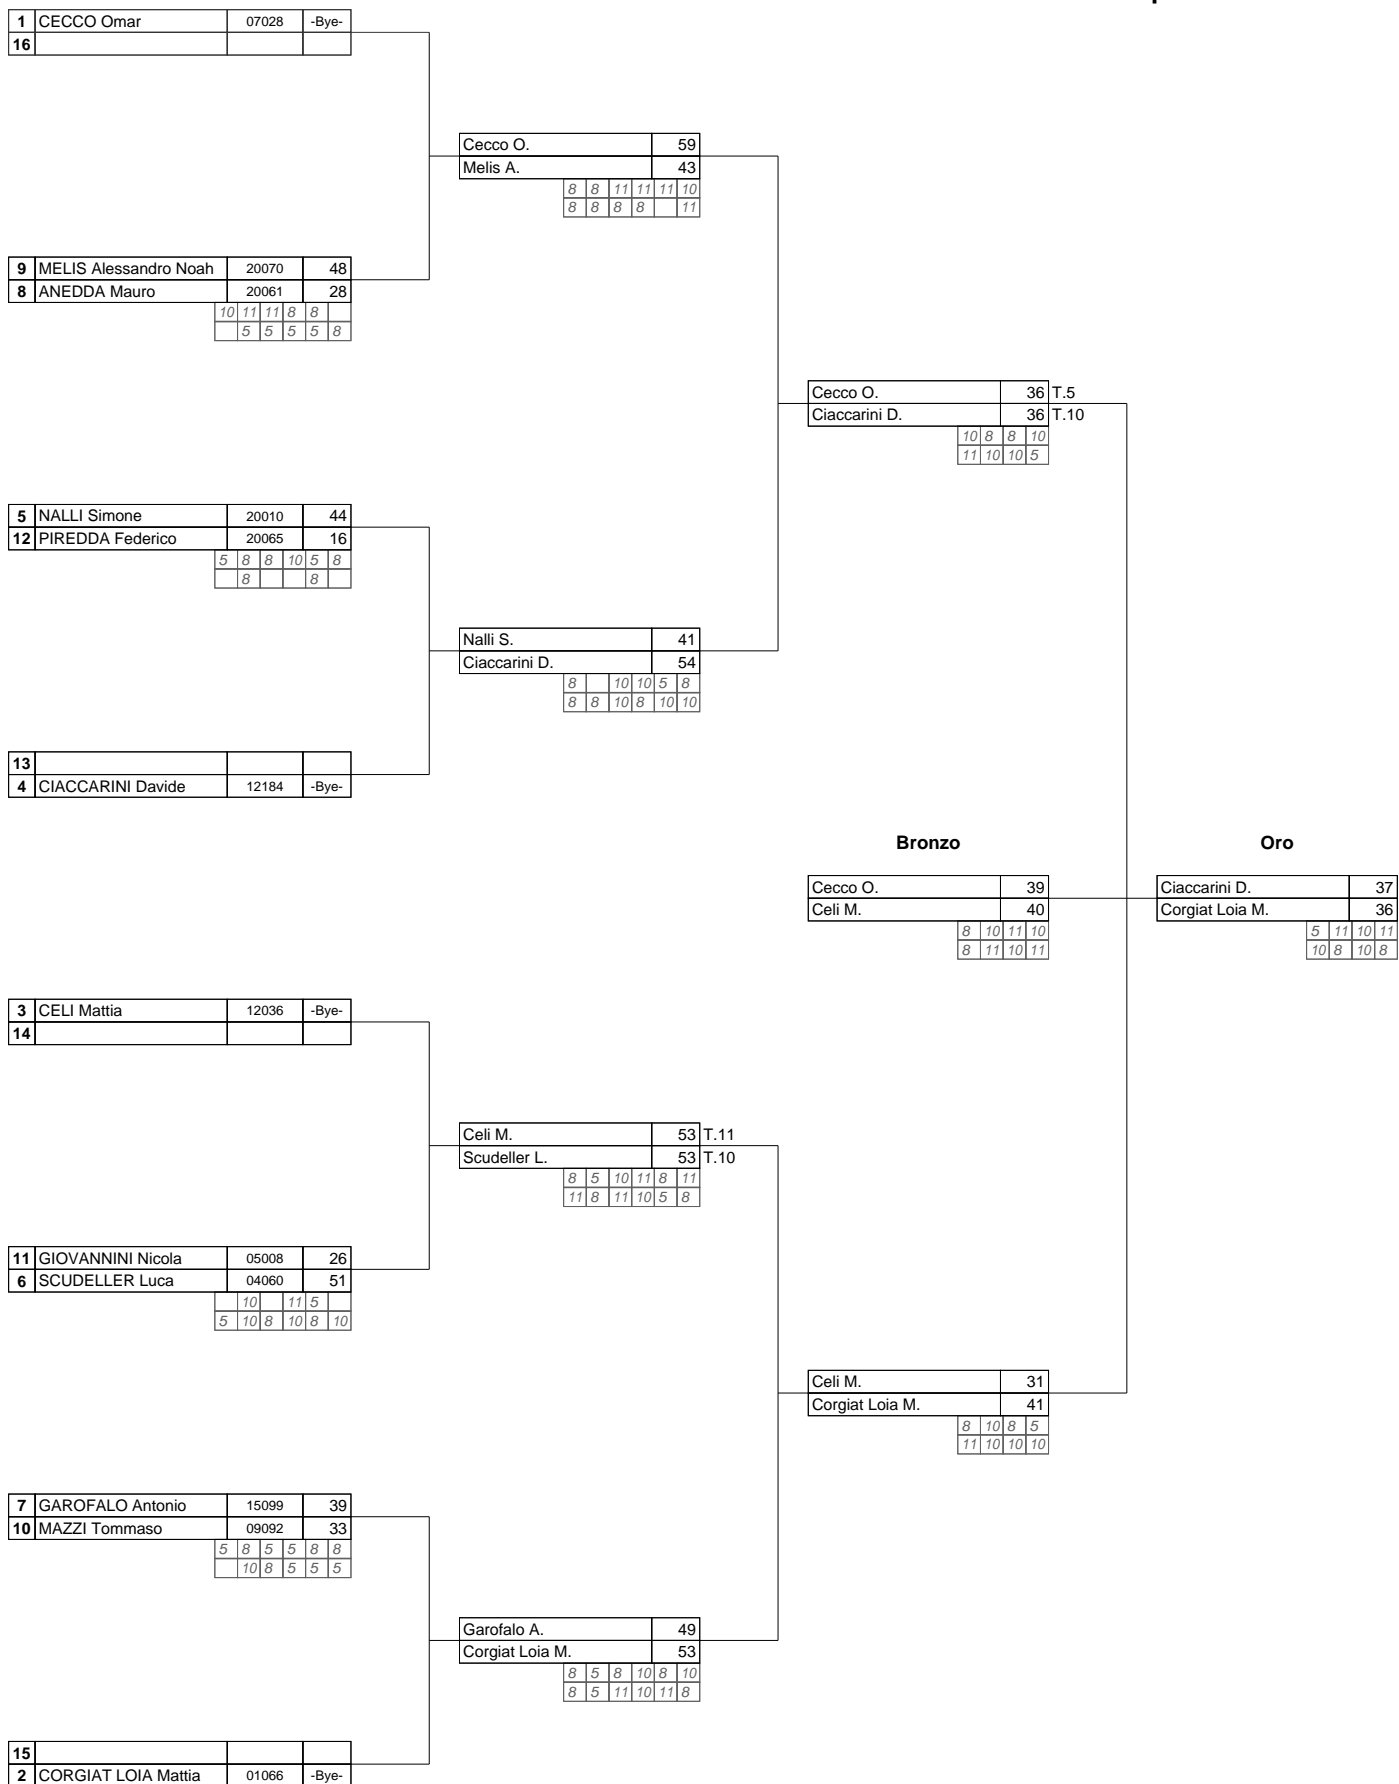 1 CECCO Omar 07028 -Bye-
16
Cecco O. 59
Melis A. 43
8 8 11 11 11 10
8 8 8 8 11
9 MELIS Alessandro Noah 20070 48
8 ANEDDA Mauro 20061 28
10 11 11 8 8
5 5 5 5 8
Cecco O. 36 T.5
Ciaccarini D. 36 T.10
10 8 8 10
11 10 10 5
5 NALLI Simone 20010 44
12 PIREDDA Federico 20065 16
5 8 8 10 5 8
8 8
Nalli S. 41
Ciaccarini D. 54
8 10 10 5 8
8 8 10 8 10 10
13
4 CIACCARINI Davide 12184 -Bye-
Bronzo Oro
Cecco O. 39 Ciaccarini D. 37
Celi M. 40 Corgiat Loia M. 36
8 10 11 10 5 11 10 11
8 11 10 11 10 8 10 8
3 CELI Mattia 12036 -Bye-
14
Celi M. 53 T.11
Scudeller L. 53 T.10
8 5 10 11 8 11
11 8 11 10 5 8
11 GIOVANNINI Nicola 05008 26
6 SCUDELLER Luca 04060 51
10 11 5
5 10 8 10 8 10
Celi M. 31
Corgiat Loia M. 41
8 10 8 5
11 10 10 10
7 GAROFALO Antonio 15099 39
10 MAZZI Tommaso 09092 33
5 8 5 5 8 8
10 8 5 5 5
Garofalo A. 49
Corgiat Loia M. 53
8 5 8 10 8 10
8 5 11 10 11 8
15
2 CORGIAT LOIA Mattia 01066 -Bye-